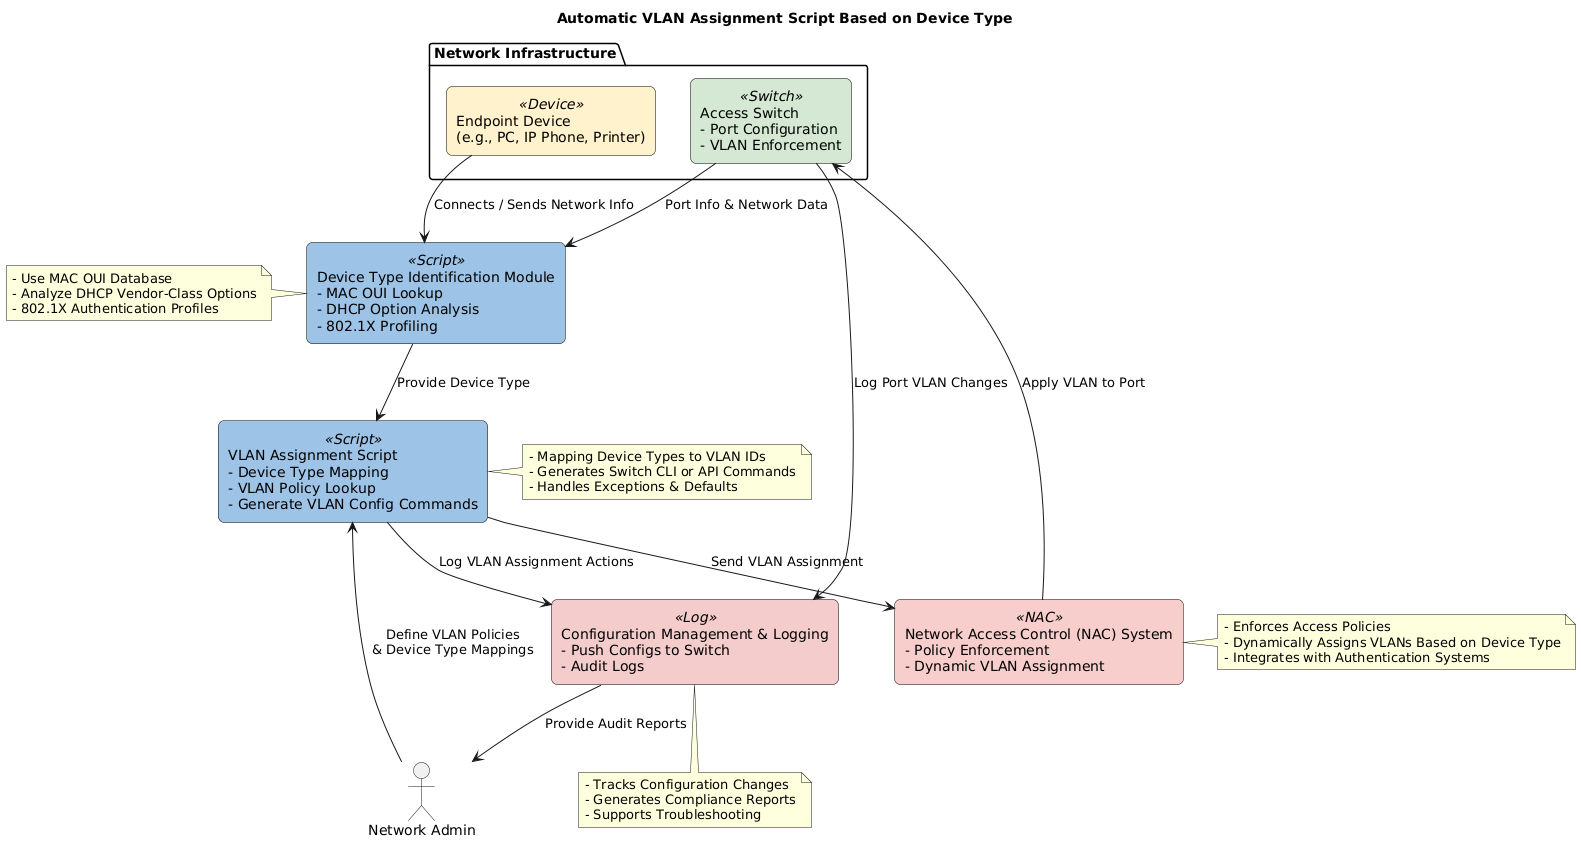 Automatic VLAN Assignment Script Based on Device Type
Network Infrastructure
«Device»
Endpoint Device
(e.g., PC, IP Phone, Printer)
«Switch»
Access Switch
- Port Configuration
- VLAN Enforcement
Connects / Sends Network Info
Port Info & Network Data
- Use MAC OUI Database
- Analyze DHCP Vendor-Class Options
- 802.1X Authentication Profiles
«Script»
Device Type Identification Module
- MAC OUI Lookup
- DHCP Option Analysis
- 802.1X Profiling
Provide Device Type
Log Port VLAN Changes
Apply VLAN to Port
«Script»
VLAN Assignment Script
- Device Type Mapping
- VLAN Policy Lookup
- Generate VLAN Config Commands
- Mapping Device Types to VLAN IDs
- Generates Switch CLI or API Commands
- Handles Exceptions & Defaults
Log VLAN Assignment Actions
Send VLAN Assignment
Define VLAN Policies
& Device Type Mappings
«Log»
Configuration Management & Logging
- Push Configs to Switch
- Audit Logs
«NAC»
Network Access Control (NAC) System
- Policy Enforcement
- Dynamic VLAN Assignment
- Enforces Access Policies
- Dynamically Assigns VLANs Based on Device Type
- Integrates with Authentication Systems
Provide Audit Reports
- Tracks Configuration Changes
- Generates Compliance Reports
- Supports Troubleshooting
Network Admin